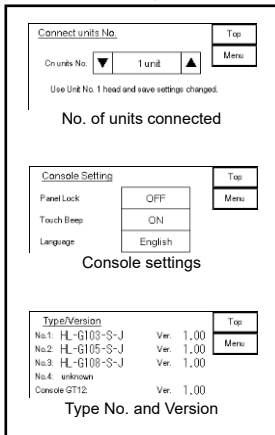 Connect units No.
Top
Menu
Cn units No. ▼ 1 unit ▲
Use Unit No. 1 head and save settings changed.
No. of units connected
Console Setting
Top
Menu
Panel Lock OFF
Touch Beep ON
Language English
Console settings
Type/Version
Top
Menu
No.1: HL-G103-S-J Ver. 1.00
No.2: HL-G105-S-J Ver. 1.00
No.3: HL-G108-S-J Ver. 1.00
No.4: unknown
Console GT12: Ver. 1.00
Type No. and Version